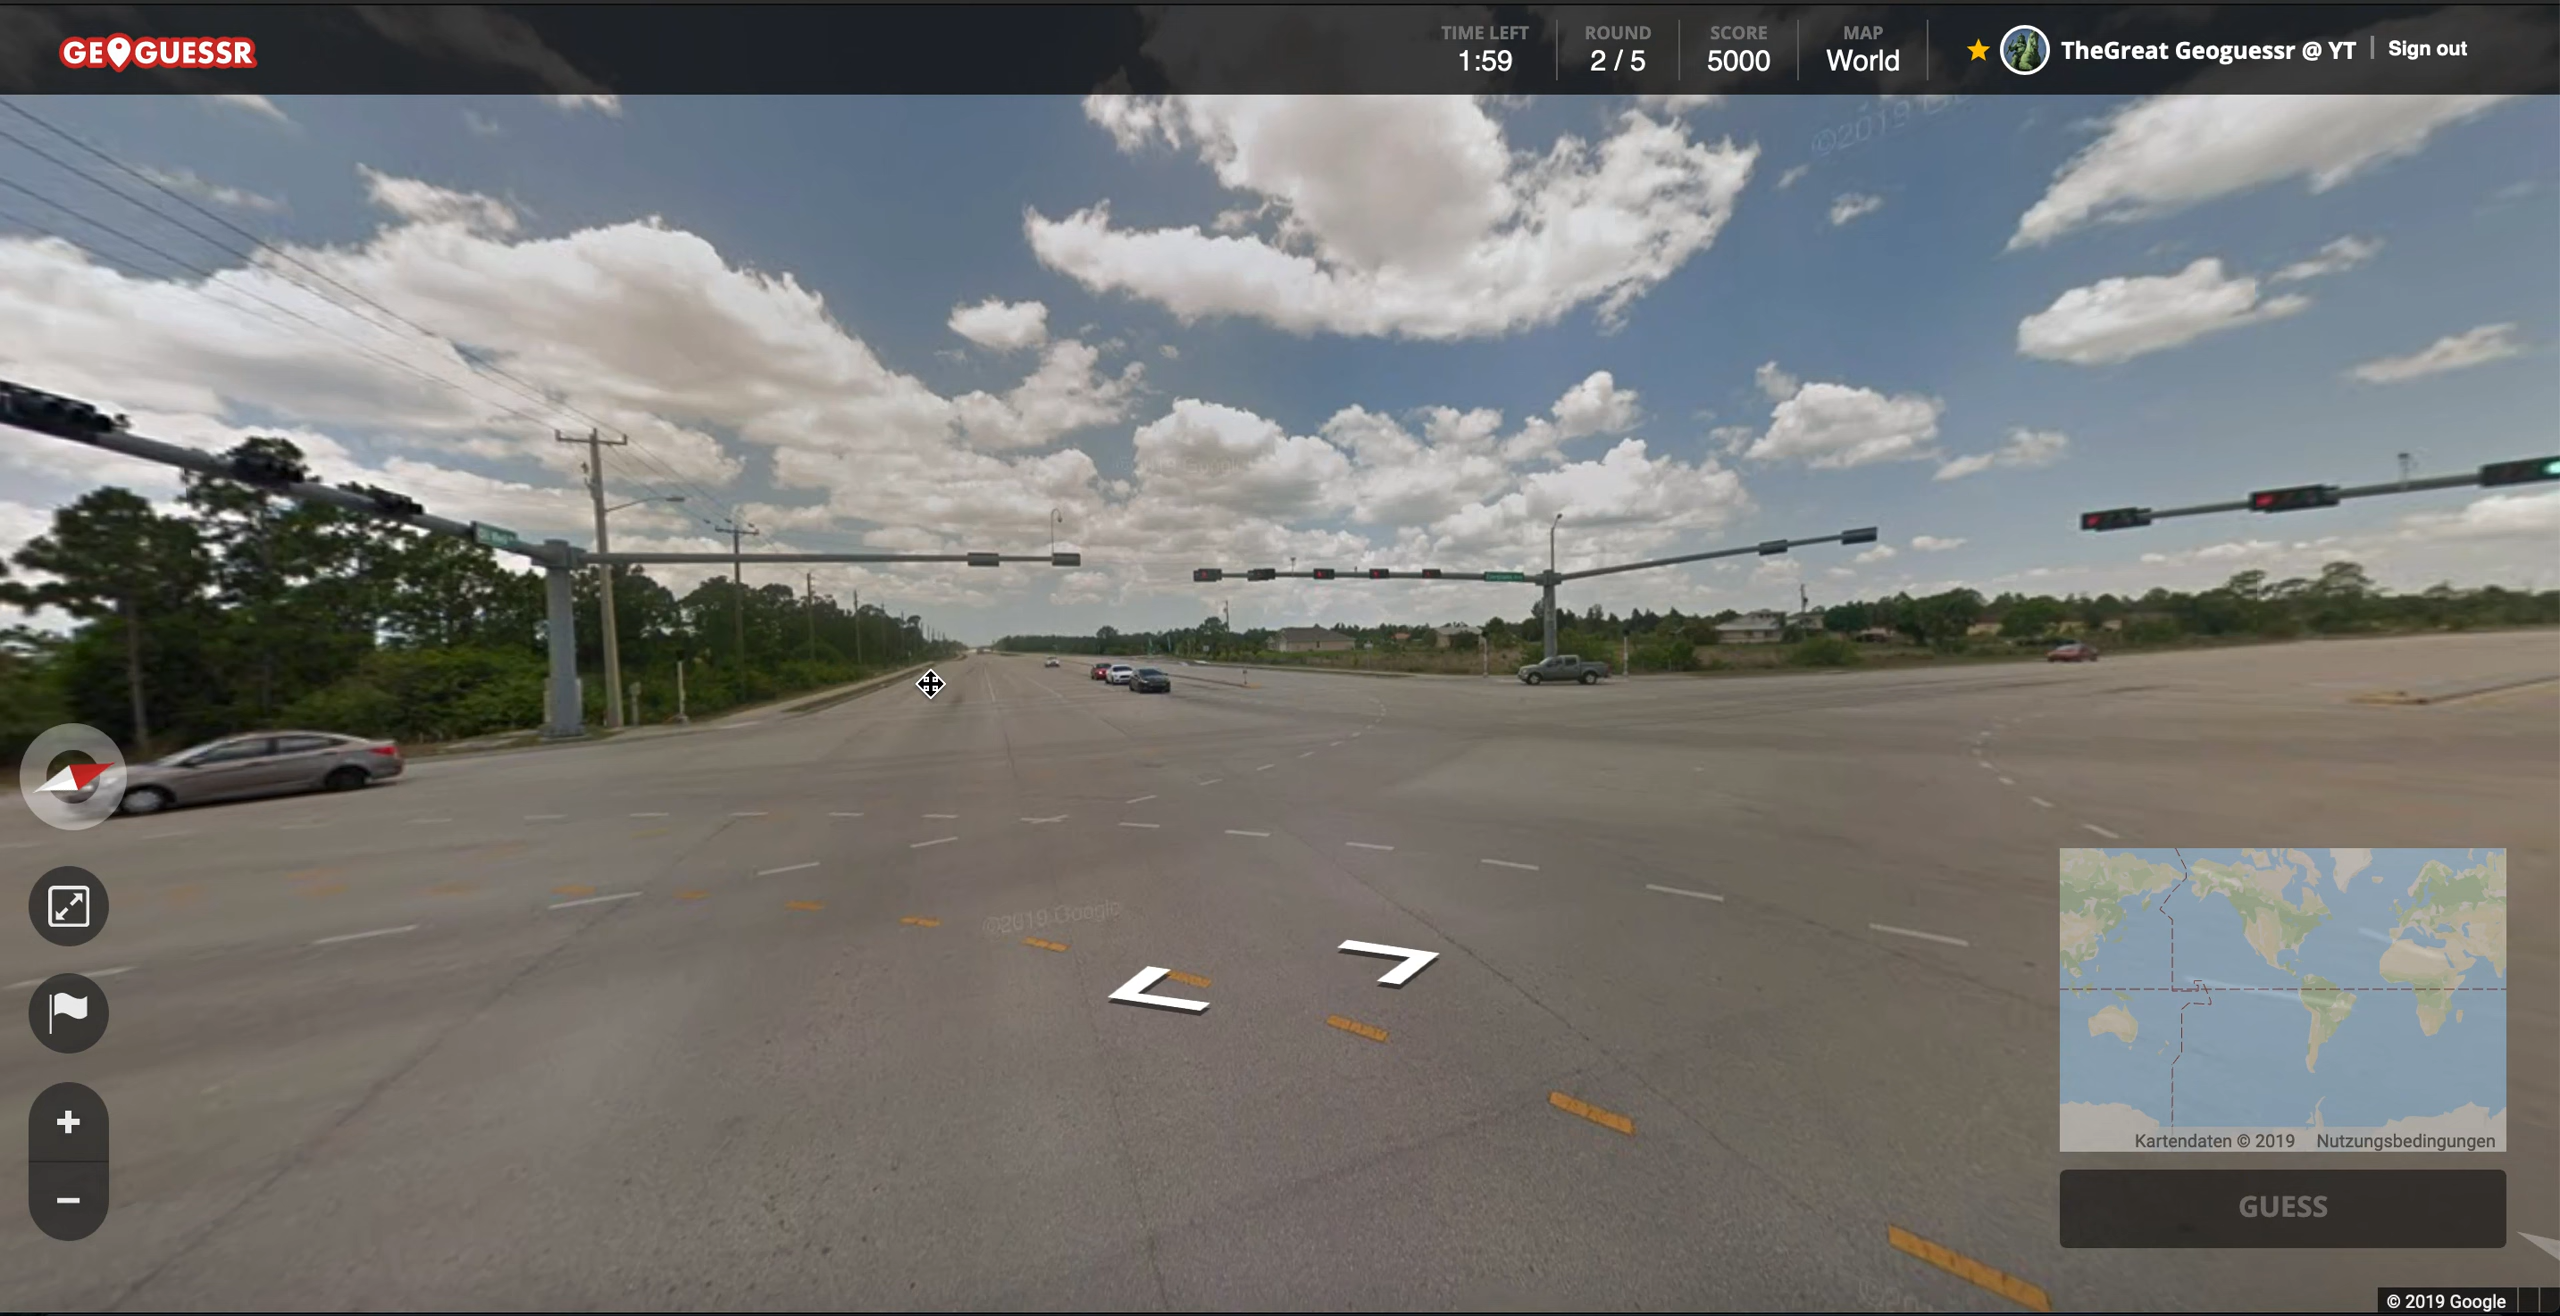 GEOGUESSR
TIME LEFT
1:59
ROUND
2 / 5
SCORE
5000
MAP
World
TheGreat Geoguessr @ YT
Sign out
©2019 Google
Kartendaten © 2019
Nutzungsbedingungen
GUESS
© 2019 Google